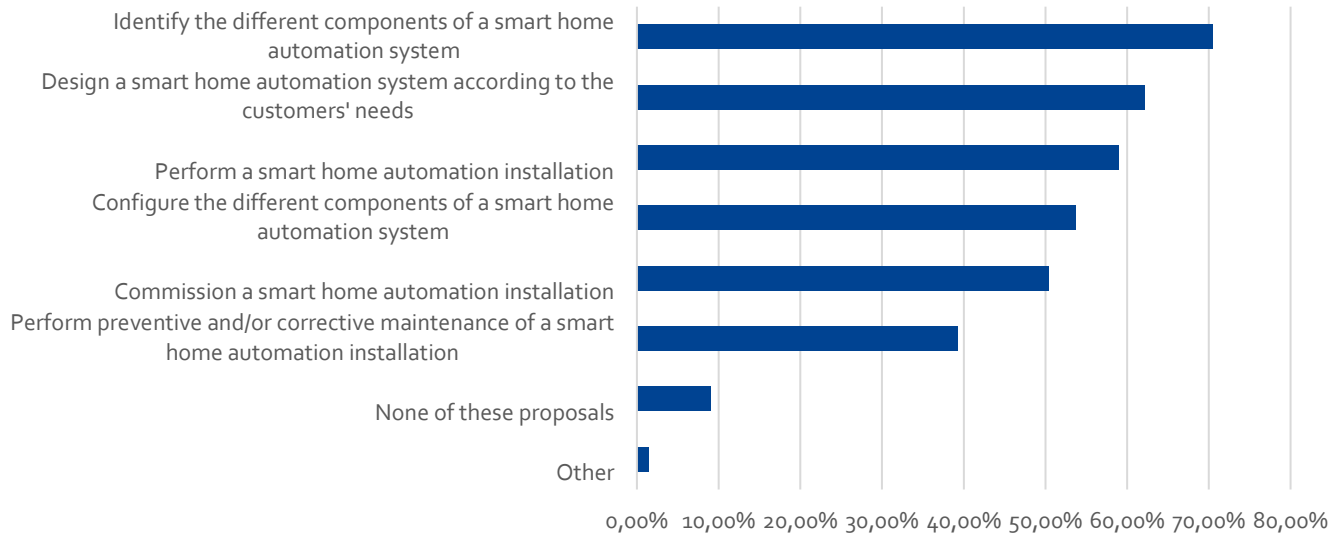 Identify the different components of a smart home
automation system
Design a smart home automation system according to the
customers' needs
Perform a smart home automation installation
Configure the different components of a smart home
automation system
Commission a smart home automation installation
Perform preventive and/or corrective maintenance of a smart
home automation installation
None of these proposals
Other
0,00% 10,00% 20,00% 30,00% 40,00% 50,00% 60,00% 70,00% 80,00%